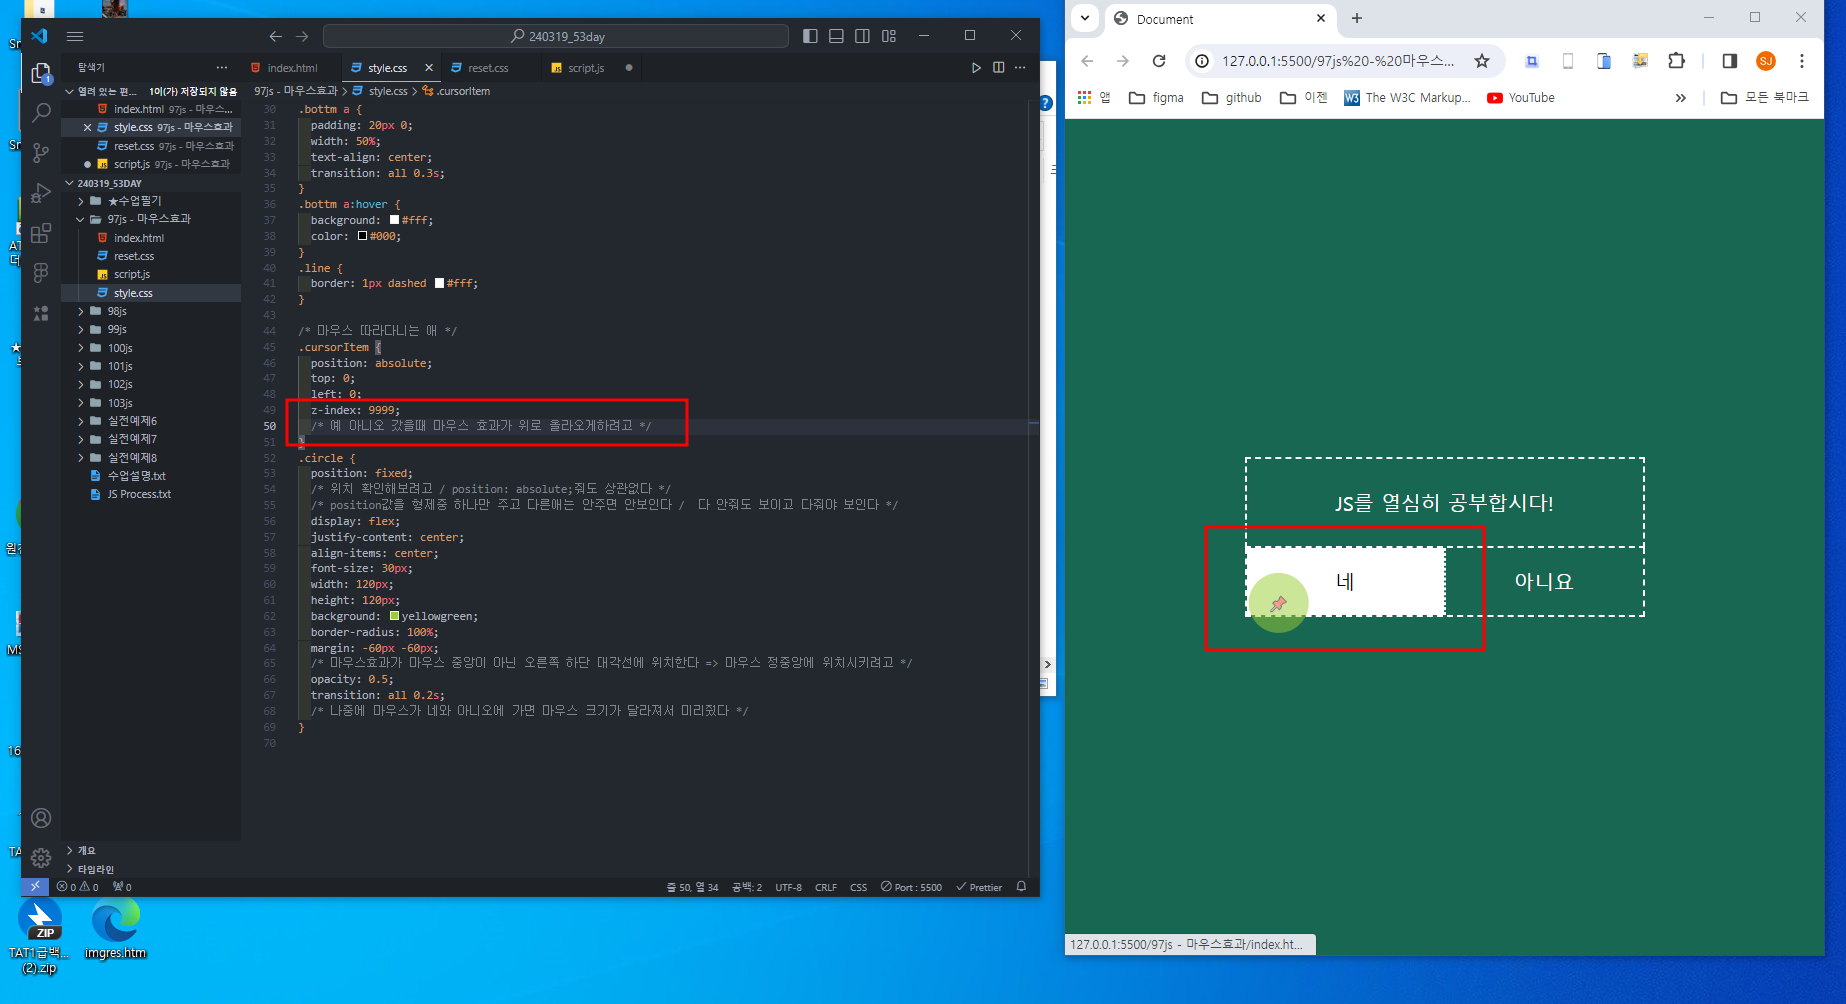 240319_53day
탐색기
index.html
style.css
reset.css
script.js
열려 있는 편... 1이(가) 저장되지 않음
index.html 97js - 마우스...
style.css 97js - 마우스효과
reset.css 97js - 마우스효과
script.js 97js - 마우스효과
240319_53DAY
★수업필기
97js - 마우스효과
index.html
reset.css
script.js
style.css
98js
99js
100js
101js
102js
103js
실전예제6
실전예제7
실전예제8
수업설명.txt
JS Process.txt
개요
타임라인
97js - 마우스효과 > style.css > .cursorItem
30 .bottm a {
31 padding: 20px 0;
32 width: 50%;
33 text-align: center;
34 transition: all 0.3s;
35 }
36 .bottm a:hover {
37 background: #fff;
38 color: #000;
39 }
40 .line {
41 border: 1px dashed #fff;
42 }
43
44 /* 마우스 따라다니는 애 */
45 .cursorItem {
46 position: absolute;
47 top: 0;
48 left: 0;
49 z-index: 9999;
50 /* 예 아니오 갔을때 마우스 효과가 위로 올라오게하려고 */
51 }
52 .circle {
53 position: fixed;
54 /* 위치 확인해보려고 / position: absolute;줘도 상관없다 */
55 /* position값을 형제중 하나만 주고 다른애는 안주면 안보인다 / 다 안줘도 보이고 다줘야 보인다 */
56 display: flex;
57 justify-content: center;
58 align-items: center;
59 font-size: 30px;
60 width: 120px;
61 height: 120px;
62 background: yellowgreen;
63 border-radius: 100%;
64 margin: -60px -60px;
65 /* 마우스효과가 마우스 중앙이 아닌 오른쪽 하단 대각선에 위치한다 => 마우스 정중앙에 위치시키려고 */
66 opacity: 0.5;
67 transition: all 0.2s;
68 /* 나중에 마우스가 네와 아니오에 가면 마우스 크기가 달라져서 미리줬다 */
69 }
70
0 0 0
줄 50, 열 34 공백: 2 UTF-8 CRLF CSS Port : 5500 Prettier
TAT1급백... (2).zip
ZIP
imgres.htm
Document
127.0.0.1:5500/97js%20-%20마우스...
SJ
앱 figma github 이젠 The W3C Markup... YouTube » 모든 북마크
JS를 열심히 공부합시다!
네
아니요
127.0.0.1:5500/97js - 마우스효과/index.ht...